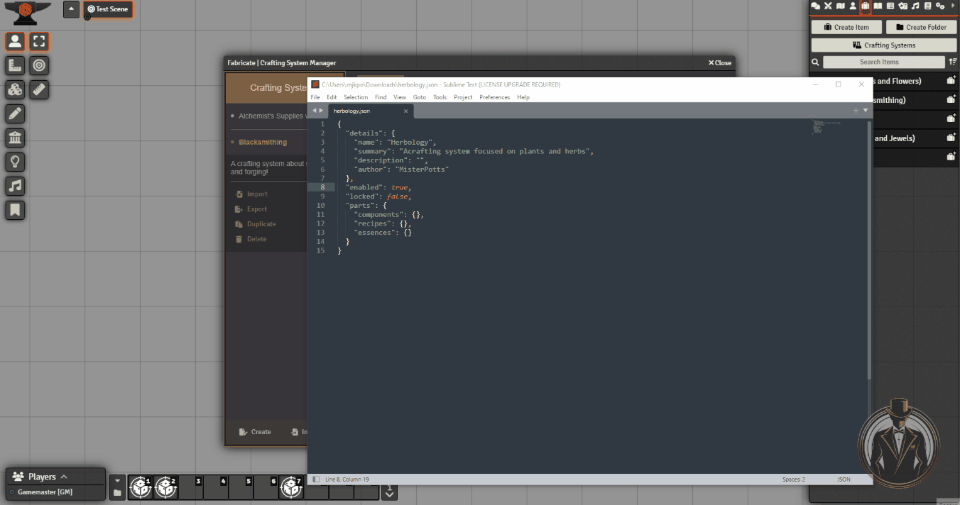 Test Scene
Create Item
Create Folder
Crafting Systems
Search Items
s and Flowers)
smithing)
and Jewels)
Fabricate | Crafting System Manager
Close
Crafting Syste
Alchemist's Supplies
Blacksmithing
A crafting system about
and forging!
Import
Export
Duplicate
Delete
Create
In
C:\Users\mjkpo\Downloads\herbology.json - Sublime Text (LICENSE UPGRADE REQUIRED)
File Edit Selection Find View Goto Tools Project Preferences Help
herbology.json
1 {
2 "details": {
3 "name": "Herbology",
4 "summary": "Acrafting system focused on plants and herbs",
5 "description": "",
6 "author": "MisterPotts"
7 },
8 "enabled": true,
9 "locked": false,
10 "parts": {
11 "components": {},
12 "recipes": {},
13 "essences": {}
14 }
15 }
Line 8, Column 19
Spaces: 2
JSON
Players
Gamemaster [GM]
1 2 3 4 5 6 7
1